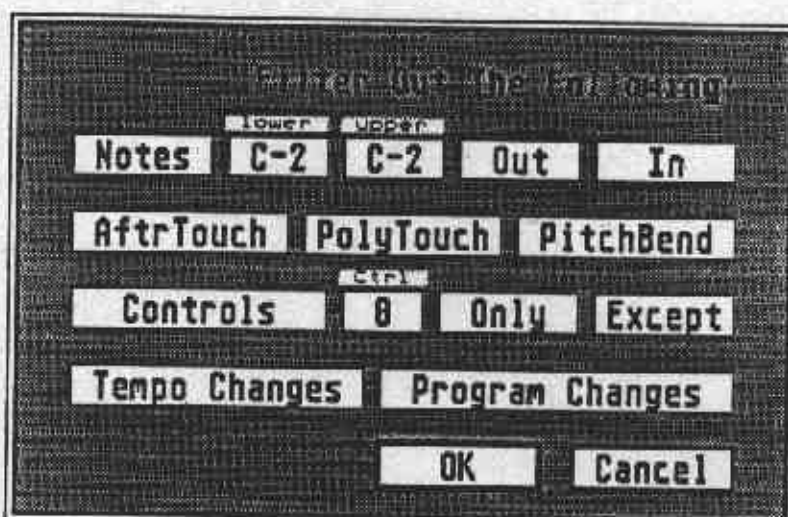 Filter Out The Following
lower upper
Notes C-2 C-2 Out In
AftrTouch PolyTouch PitchBend
Ctrl
Controls 0 Only Except
Tempo Changes Program Changes
OK Cancel